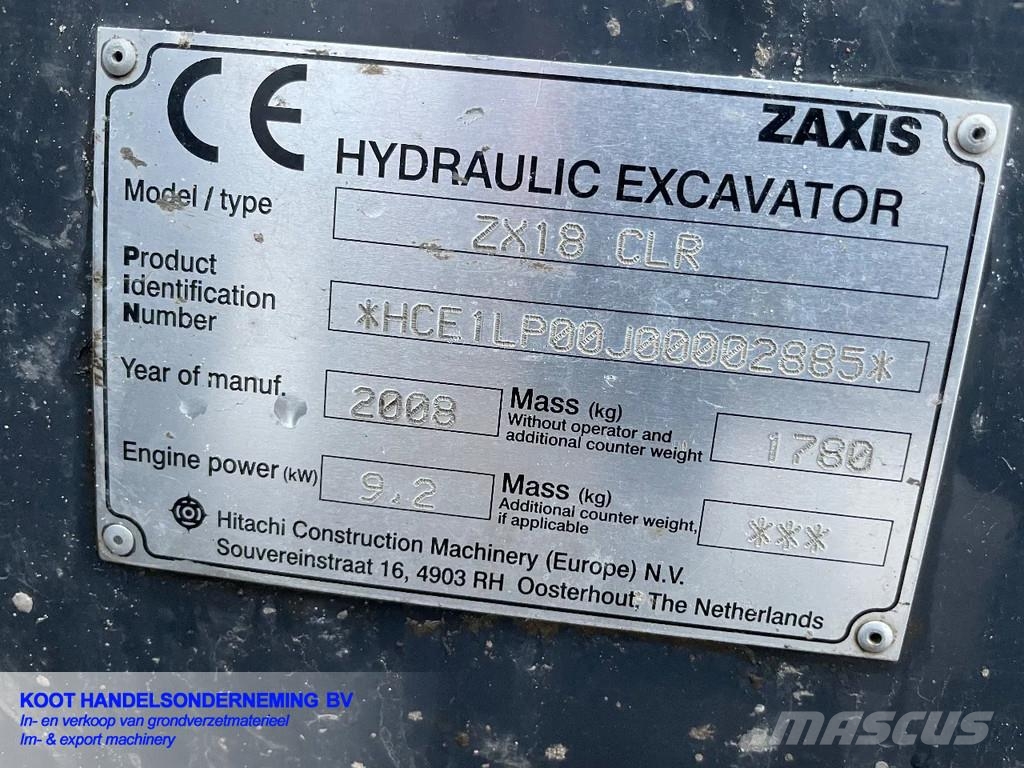 CE
ZAXIS
HYDRAULIC EXCAVATOR
Model / type
ZX18 CLR
Product
identification
Number
*HCE1LP00J00002885*
Year of manuf.
2008
Mass (kg)
Without operator and
additional counter weight
1780
Engine power (kW)
9.2
Mass (kg)
Additional counter weight,
if applicable
***
Hitachi Construction Machinery (Europe) N.V.
Souvereinstraat 16, 4903 RH Oosterhout, The Netherlands
KOOT HANDELSONDERNEMING BV
In- en verkoop van grondverzetmaterieel
Im- & export machinery
MASCUS